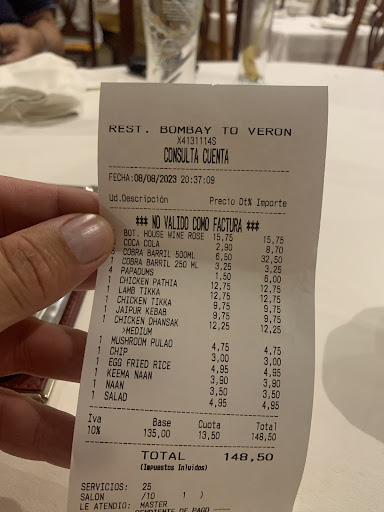 REST. BOMBAY TO VERON
X4131114S
CONSULTA CUENTA
FECHA:08/08/2023 20:37:09
Ud.Descripción Precio Dt% Importe
### NO VALIDO COMO FACTURA ###
BOT. HOUSE WINE ROSE 15,75 15,75
COCA COLA 2,90 8,70
5 COBRA BARRIL 500ML 6,50 32,50
1 COBRA BARRIL 250 ML 3,25 3,25
4 PAPADUMS 1,50 6,00
1 CHICKEN PATHIA 12,75 12,75
1 LAMB TIKKA 12,75 12,75
1 CHICKEN TIKKA 9,75 9,75
1 JAIPUR KEBAB 9,75 9,75
1 CHICKEN DHANSAK 12,25 12,25
>MEDIUM
1 MUSHROOM PULAO 4,75 4,75
1 CHIP 3,00 3,00
1 EGG FRIED RICE 4,95 4,95
1 KEEMA NAAN 3,90 3,90
1 NAAN 3,50 3,50
1 SALAD 4,95 4,95
Iva Base Cuota Total
10% 135,00 13,50 148,50
TOTAL 148,50
(Impuestos Inluidos)
SERVICIOS: 25
SALON /10 1 )
LE ATENDIO: MASTER
PENDIENTE DE PAGO